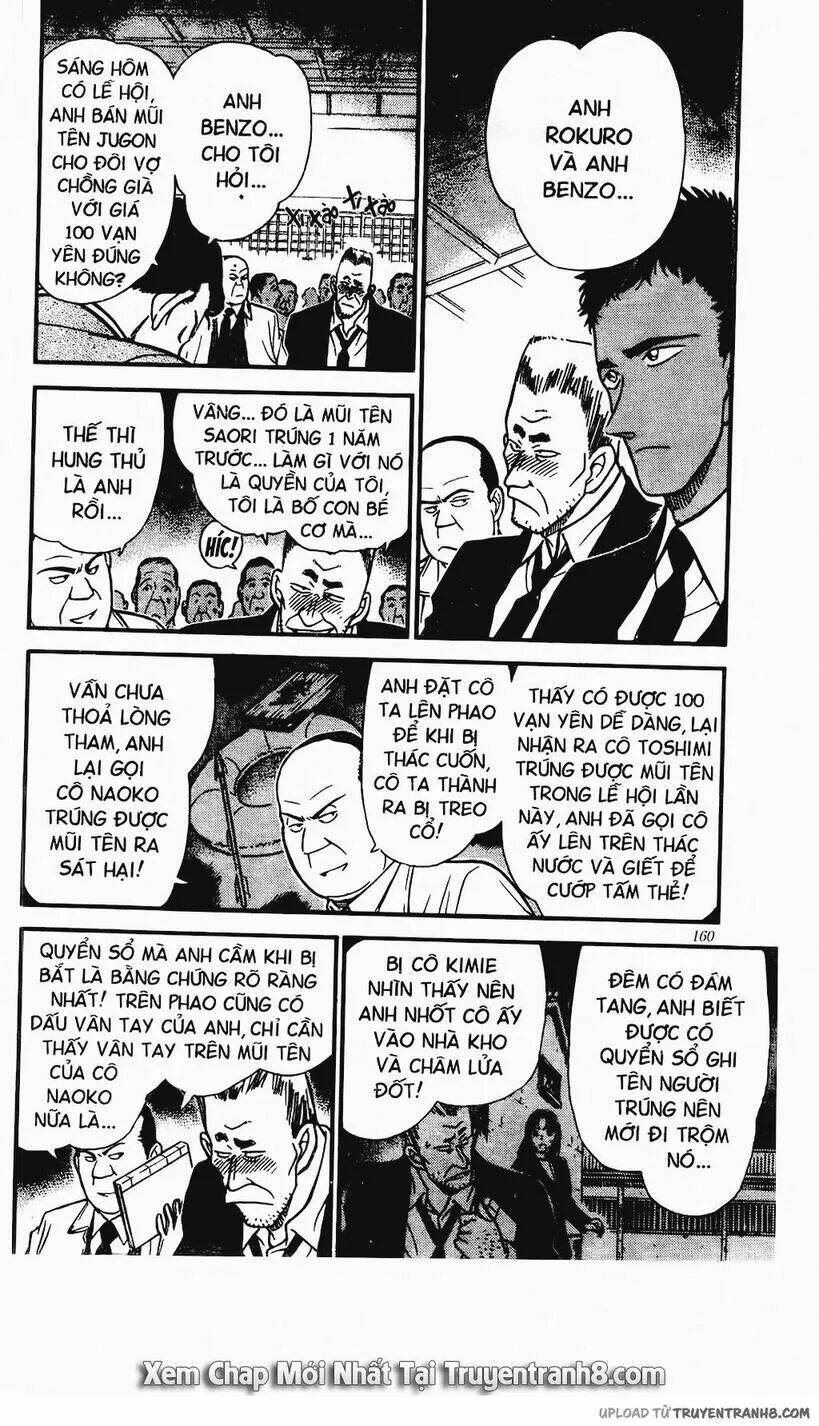 ANH
ROKURO
VÀ ANH
BENZO...
ANH
BENZO...
CHO TÔI
HỎI...
SÁNG HÔM
CÓ LỄ HỘI,
ANH BÁN MŨI
TÊN JUGON
CHO ĐÔI VỢ
CHỒNG GIÀ
VỚI GIÁ
100 VẠN
YÊN ĐÚNG
KHÔNG?
XÌ XÀO
XÌ XÀO
VÂNG... ĐÓ LÀ MŨI TÊN
SAORI TRÚNG 1 NĂM
TRƯỚC... LÀM GÌ VỚI NÓ
LÀ QUYỀN CỦA TÔI,
TÔI LÀ BỐ CON BÉ
CƠ MÀ...
HÍC!
THẾ THÌ
HUNG THỦ
LÀ ANH
RỒI...
THẤY CÓ ĐƯỢC 100
VẠN YÊN DỄ DÀNG, LẠI
NHẬN RA CÔ TOSHIMI
TRÚNG ĐƯỢC MŨI TÊN
TRONG LỄ HỘI LẦN
NÀY, ANH ĐÃ GỌI CÔ
ẤY LÊN TRÊN THÁC
NƯỚC VÀ GIẾT ĐỂ
CƯỚP TẤM THẺ!
ANH ĐẶT CÔ
TA LÊN PHAO
ĐỂ KHI BỊ
THÁC CUỐN,
CÔ TA THÀNH
RA BỊ TREO
CỔ!
VẪN CHƯA
THOẢ LÒNG
THAM, ANH
LẠI GỌI
CÔ NAOKO
TRÚNG ĐƯỢC
MŨI TÊN RA
SÁT HẠI!
160
ĐÊM CÓ ĐÁM
TANG, ANH BIẾT
ĐƯỢC CÓ
QUYỂN SỔ GHI
TÊN NGƯỜI
TRÚNG NÊN
MỚI ĐI TRỘM
NÓ...
BỊ CÔ KIMIE
NHÌN THẤY NÊN
ANH NHỐT CÔ ẤY
VÀO NHÀ KHO
VÀ CHÂM LỬA
ĐỐT!
QUYỂN SỔ MÀ ANH CẦM KHI BỊ
BẮT LÀ BẰNG CHỨNG RÕ RÀNG
NHẤT! TRÊN PHAO CŨNG CÓ
DẤU VÂN TAY CỦA ANH, CHỈ CẦN
THẤY VÂN TAY TRÊN MŨI TÊN
CỦA CÔ
NAOKO
NỮA LÀ...
Xem Chap Mới Nhất Tại Truyentranh8.com
UPLOAD TỪ TRUYENTRANH8.COM